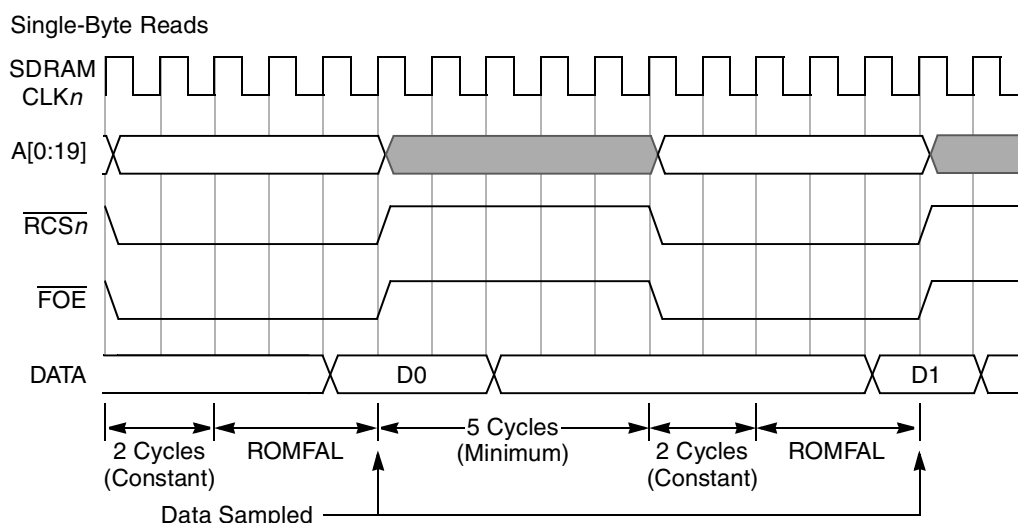 Single-Byte Reads
SDRAM
CLKn
A[0:19]
RCSn
FOE
DATA
D0
D1
2 Cycles
(Constant)
ROMFAL
5 Cycles
(Minimum)
2 Cycles
(Constant)
ROMFAL
Data Sampled